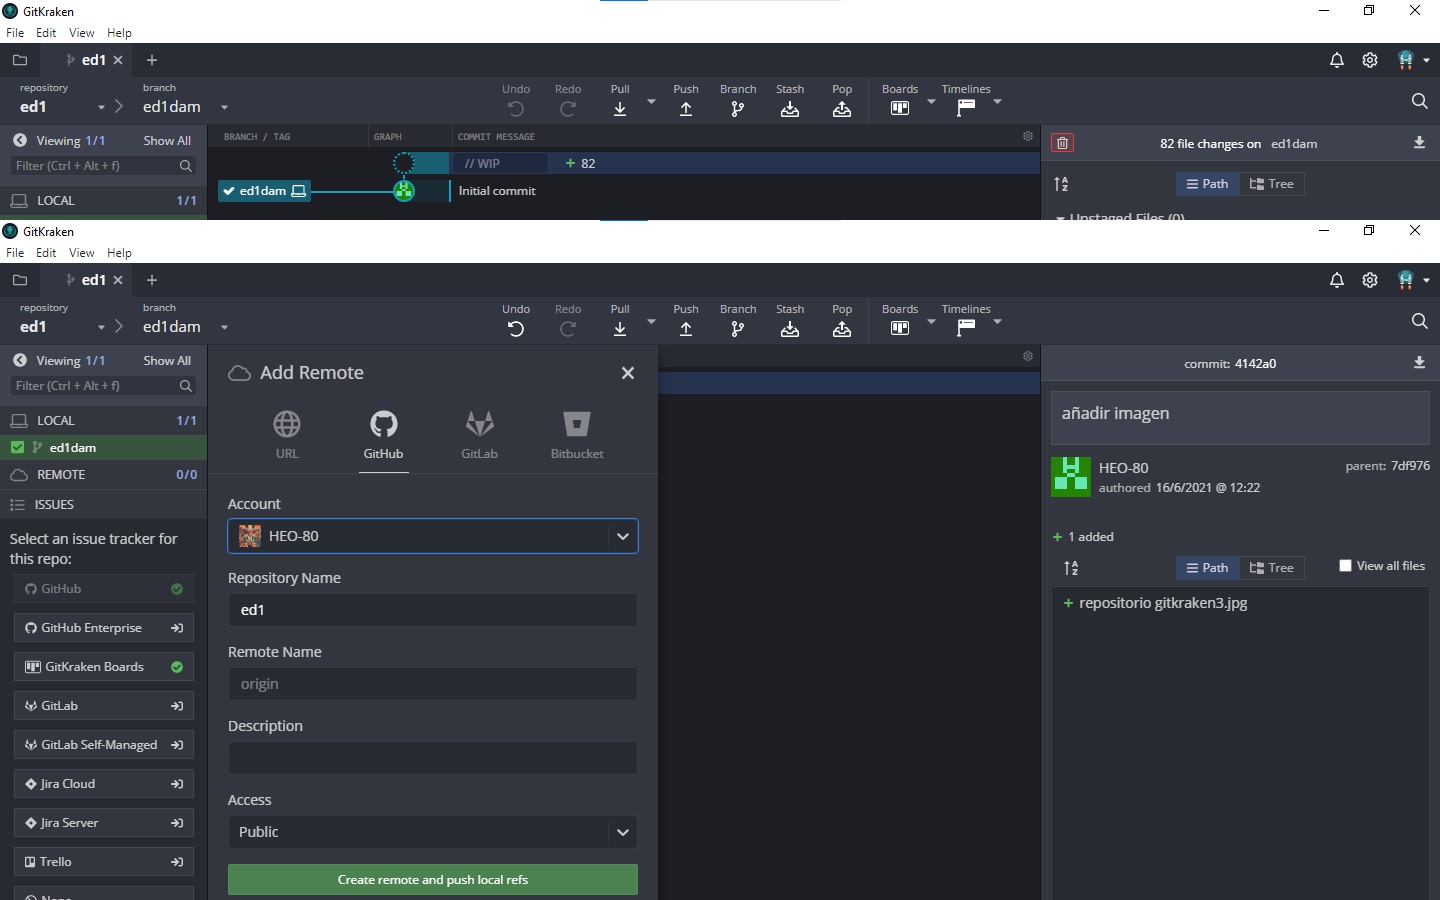 GitKraken
File Edit View Help
ed1
Undo Redo Pull Push Branch Stash Pop Boards Timelines
repository branch
ed1 ed1dam
Viewing 1/1 Show All
Filter (Ctrl + Alt + f)
LOCAL 1/1
BRANCH / TAG GRAPH COMMIT MESSAGE
// WIP + 82
ed1dam Initial commit
82 file changes on ed1dam
Path Tree
Unstaged Files (0)
GitKraken
File Edit View Help
ed1
Undo Redo Pull Push Branch Stash Pop Boards Timelines
repository branch
ed1 ed1dam
Viewing 1/1 Show All
Filter (Ctrl + Alt + f)
LOCAL 1/1
ed1dam
REMOTE 0/0
ISSUES
Select an issue tracker for
this repo:
GitHub
GitHub Enterprise
GitKraken Boards
GitLab
GitLab Self-Managed
Jira Cloud
Jira Server
Trello
None
Add Remote
URL GitHub GitLab Bitbucket
Account
HEO-80
Repository Name
ed1
Remote Name
origin
Description
Access
Public
Create remote and push local refs
commit: 4142a0
añadir imagen
HEO-80 parent: 7df976
authored 16/6/2021 @ 12:22
+ 1 added
Path Tree View all files
+ repositorio gitkraken3.jpg